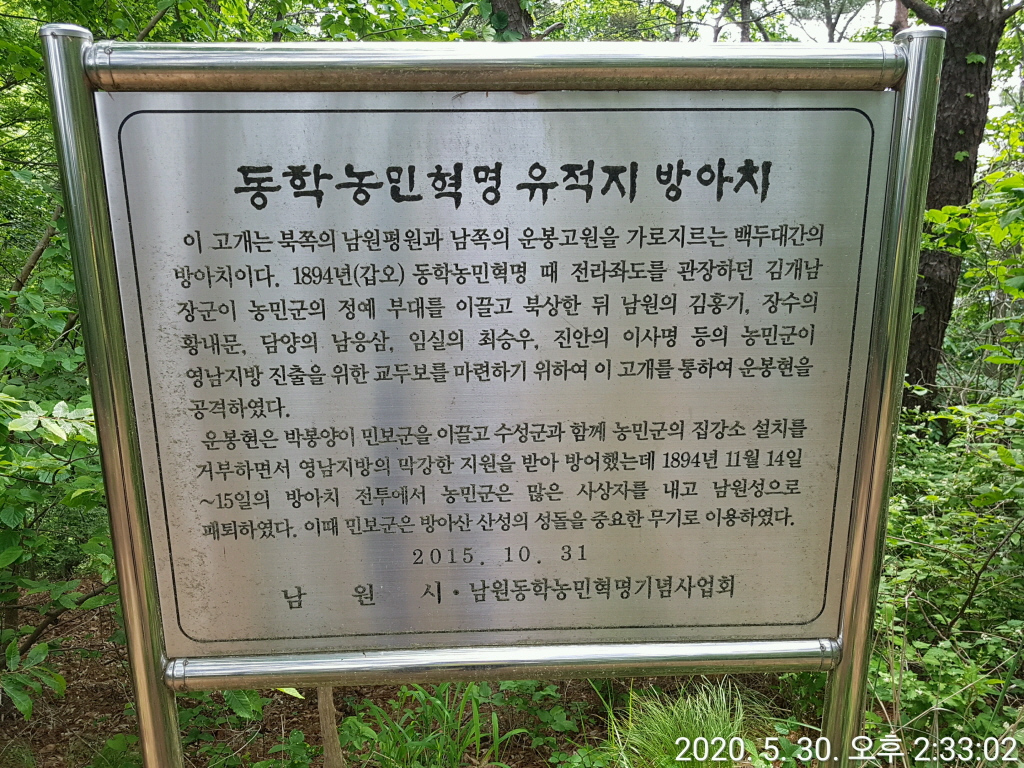 동학농민혁명 유적지 방아치
이 고개는 북쪽의 남원평원과 남쪽의 운봉고원을 가로지르는 백두대간의
방아치이다. 1894년(갑오) 동학농민혁명 때 전라좌도를 관장하던 김개남
장군이 농민군의 정예 부대를 이끌고 북상한 뒤 남원의 김홍기, 장수의
황내문, 담양의 남응삼, 임실의 최승우, 진안의 이사명 등의 농민군이
영남지방 진출을 위한 교두보를 마련하기 위하여 이 고개를 통하여 운봉현을
공격하였다.
운봉현은 박봉양이 민보군을 이끌고 수성군과 함께 농민군의 집강소 설치를
거부하면서 영남지방의 막강한 지원을 받아 방어했는데 1894년 11월 14일
~15일의 방아치 전투에서 농민군은 많은 사상자를 내고 남원성으로
패퇴하였다. 이때 민보군은 방아산 산성의 성돌을 중요한 무기로 이용하였다.
2015. 10. 31
남 원 시 · 남원동학농민혁명기념사업회
2020. 5. 30. 오후 2:33:02